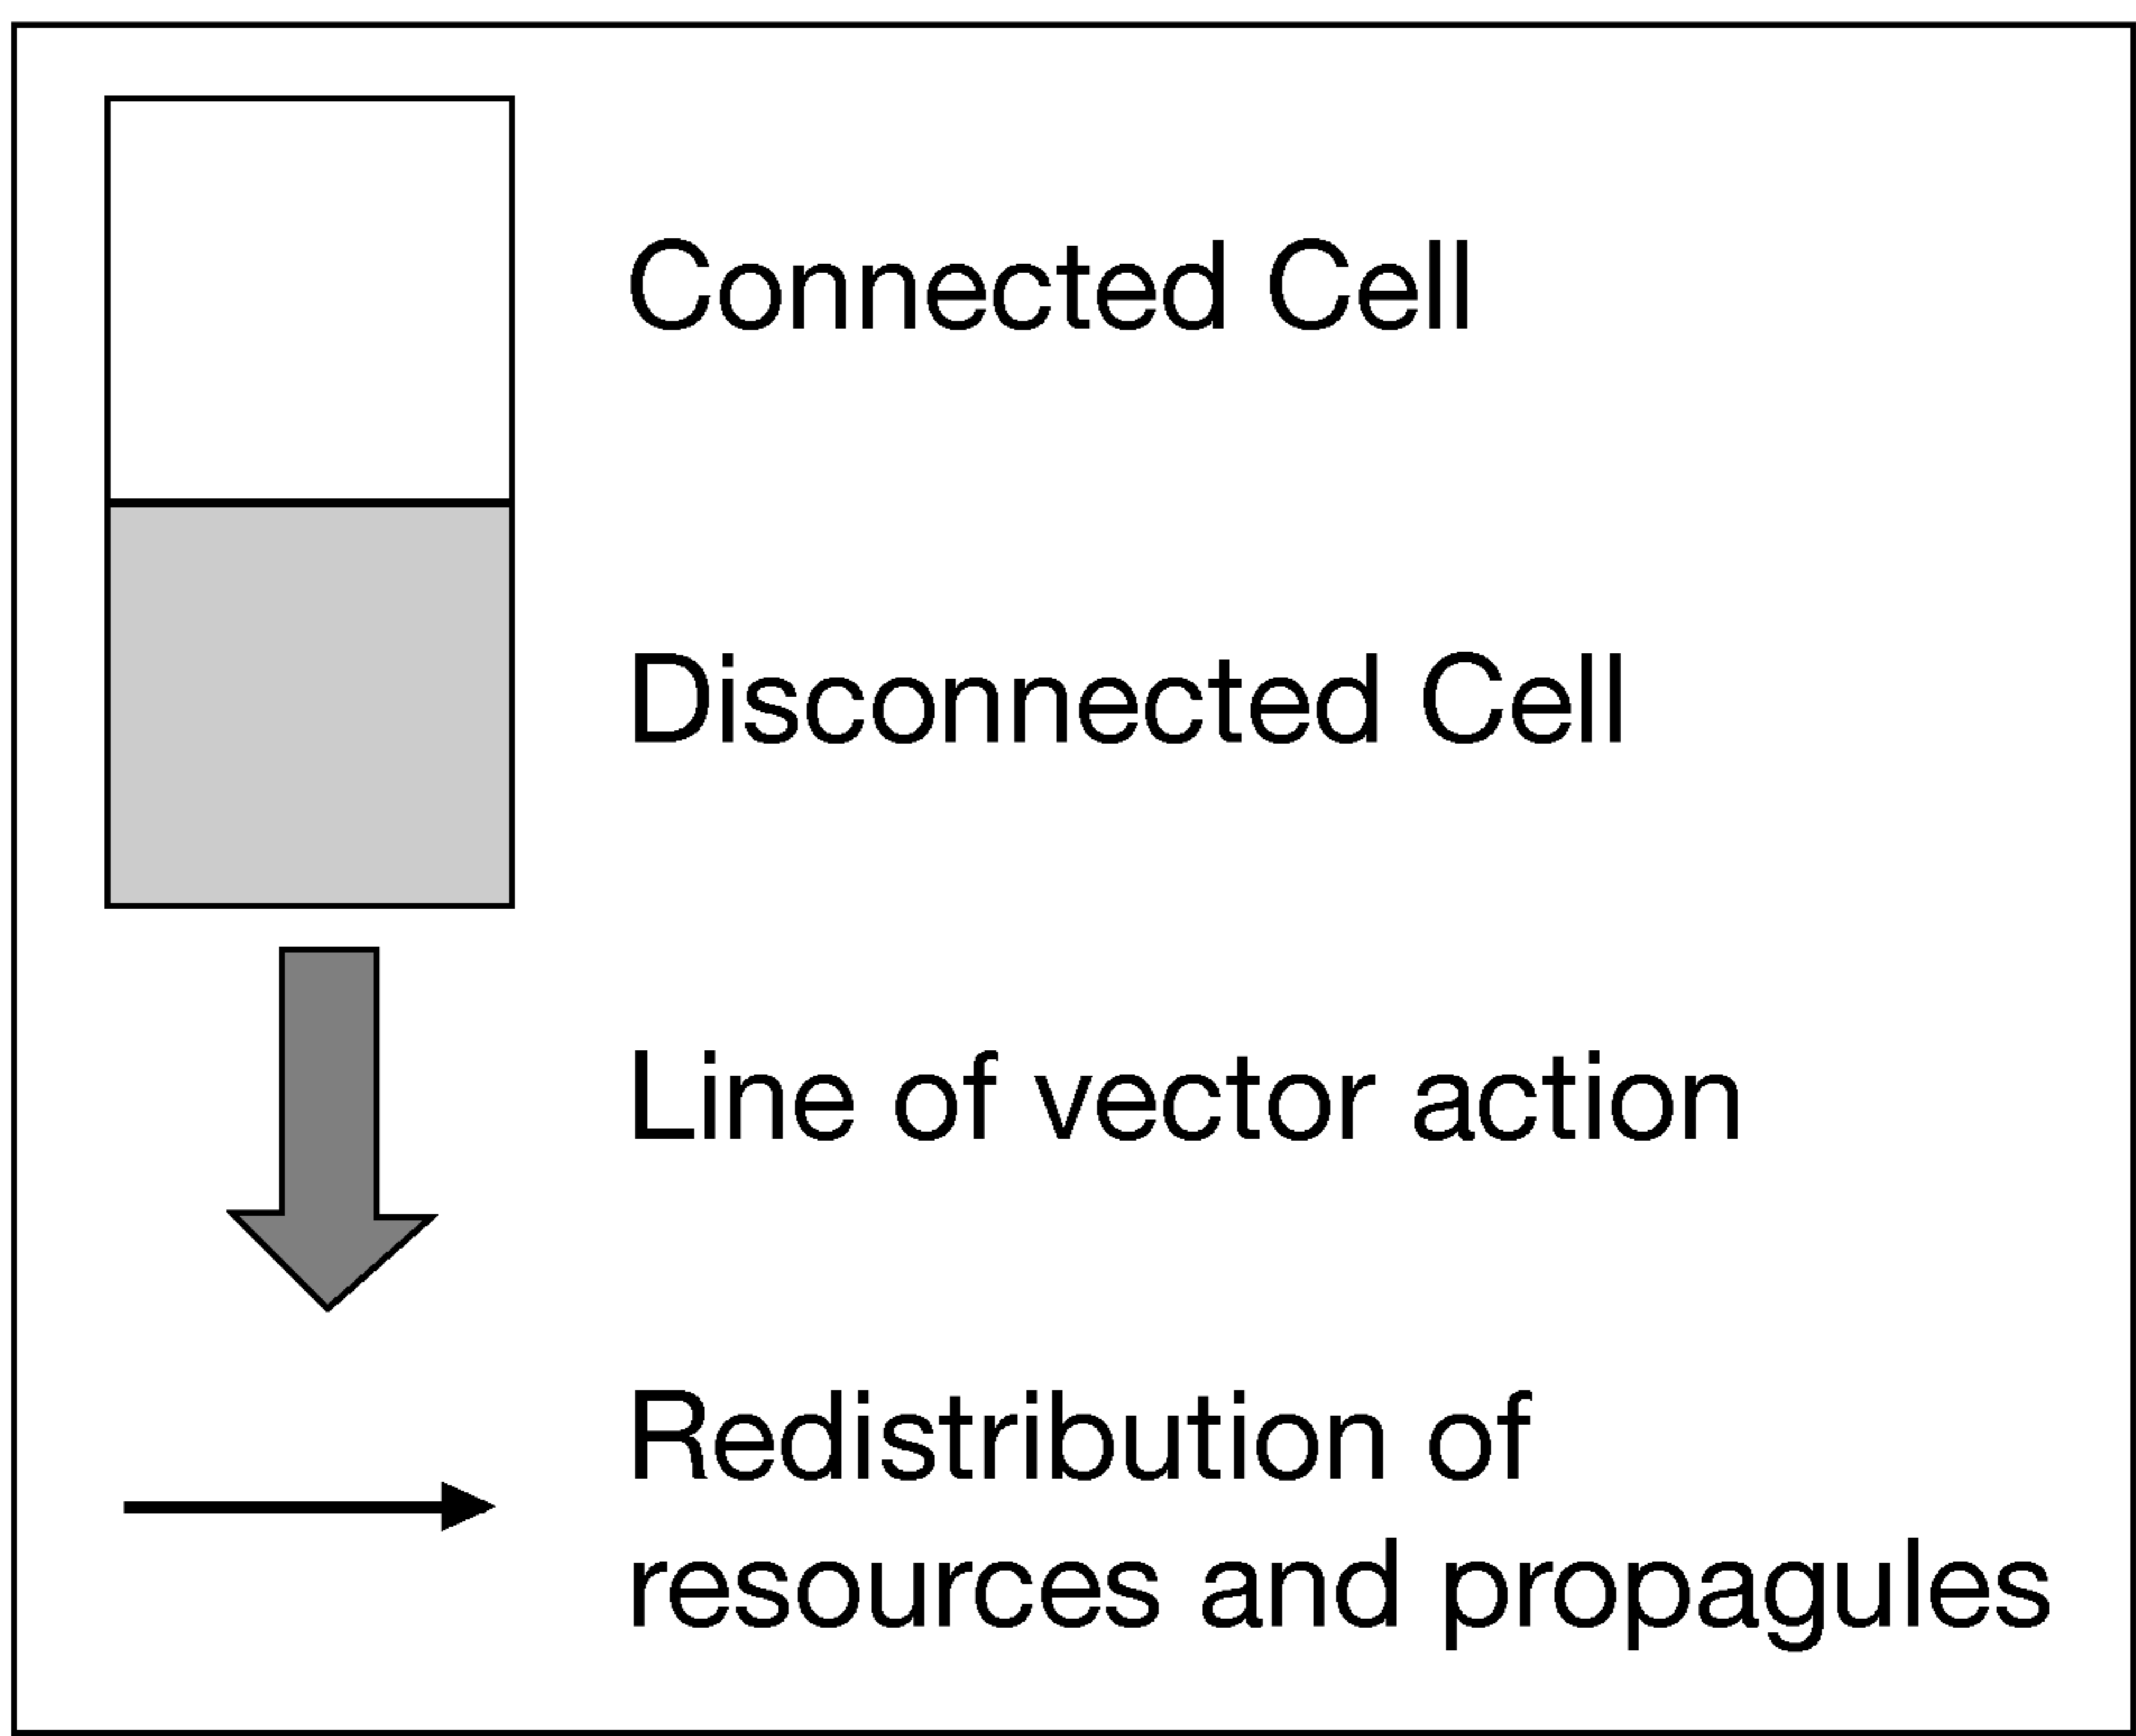 Connected Cell
Disconnected Cell
Line of vector action
Redistribution of
resources and propagules